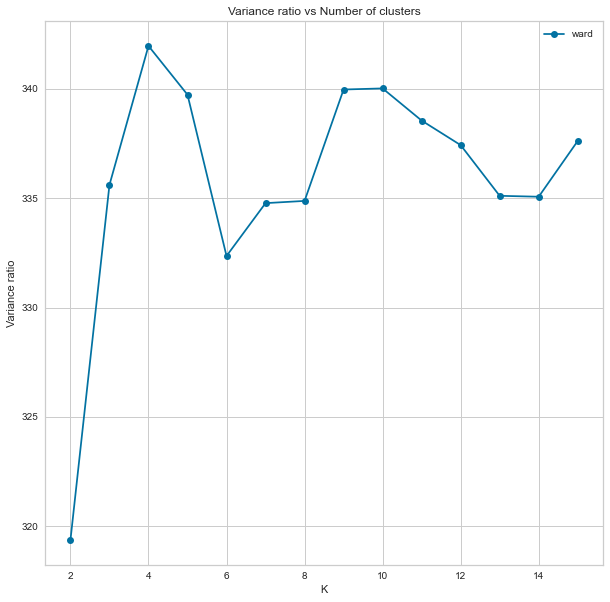 Variance ratio vs Number of clusters
ward
340
335
330
325
320
Variance ratio
2 4 6 8 10 12 14
K